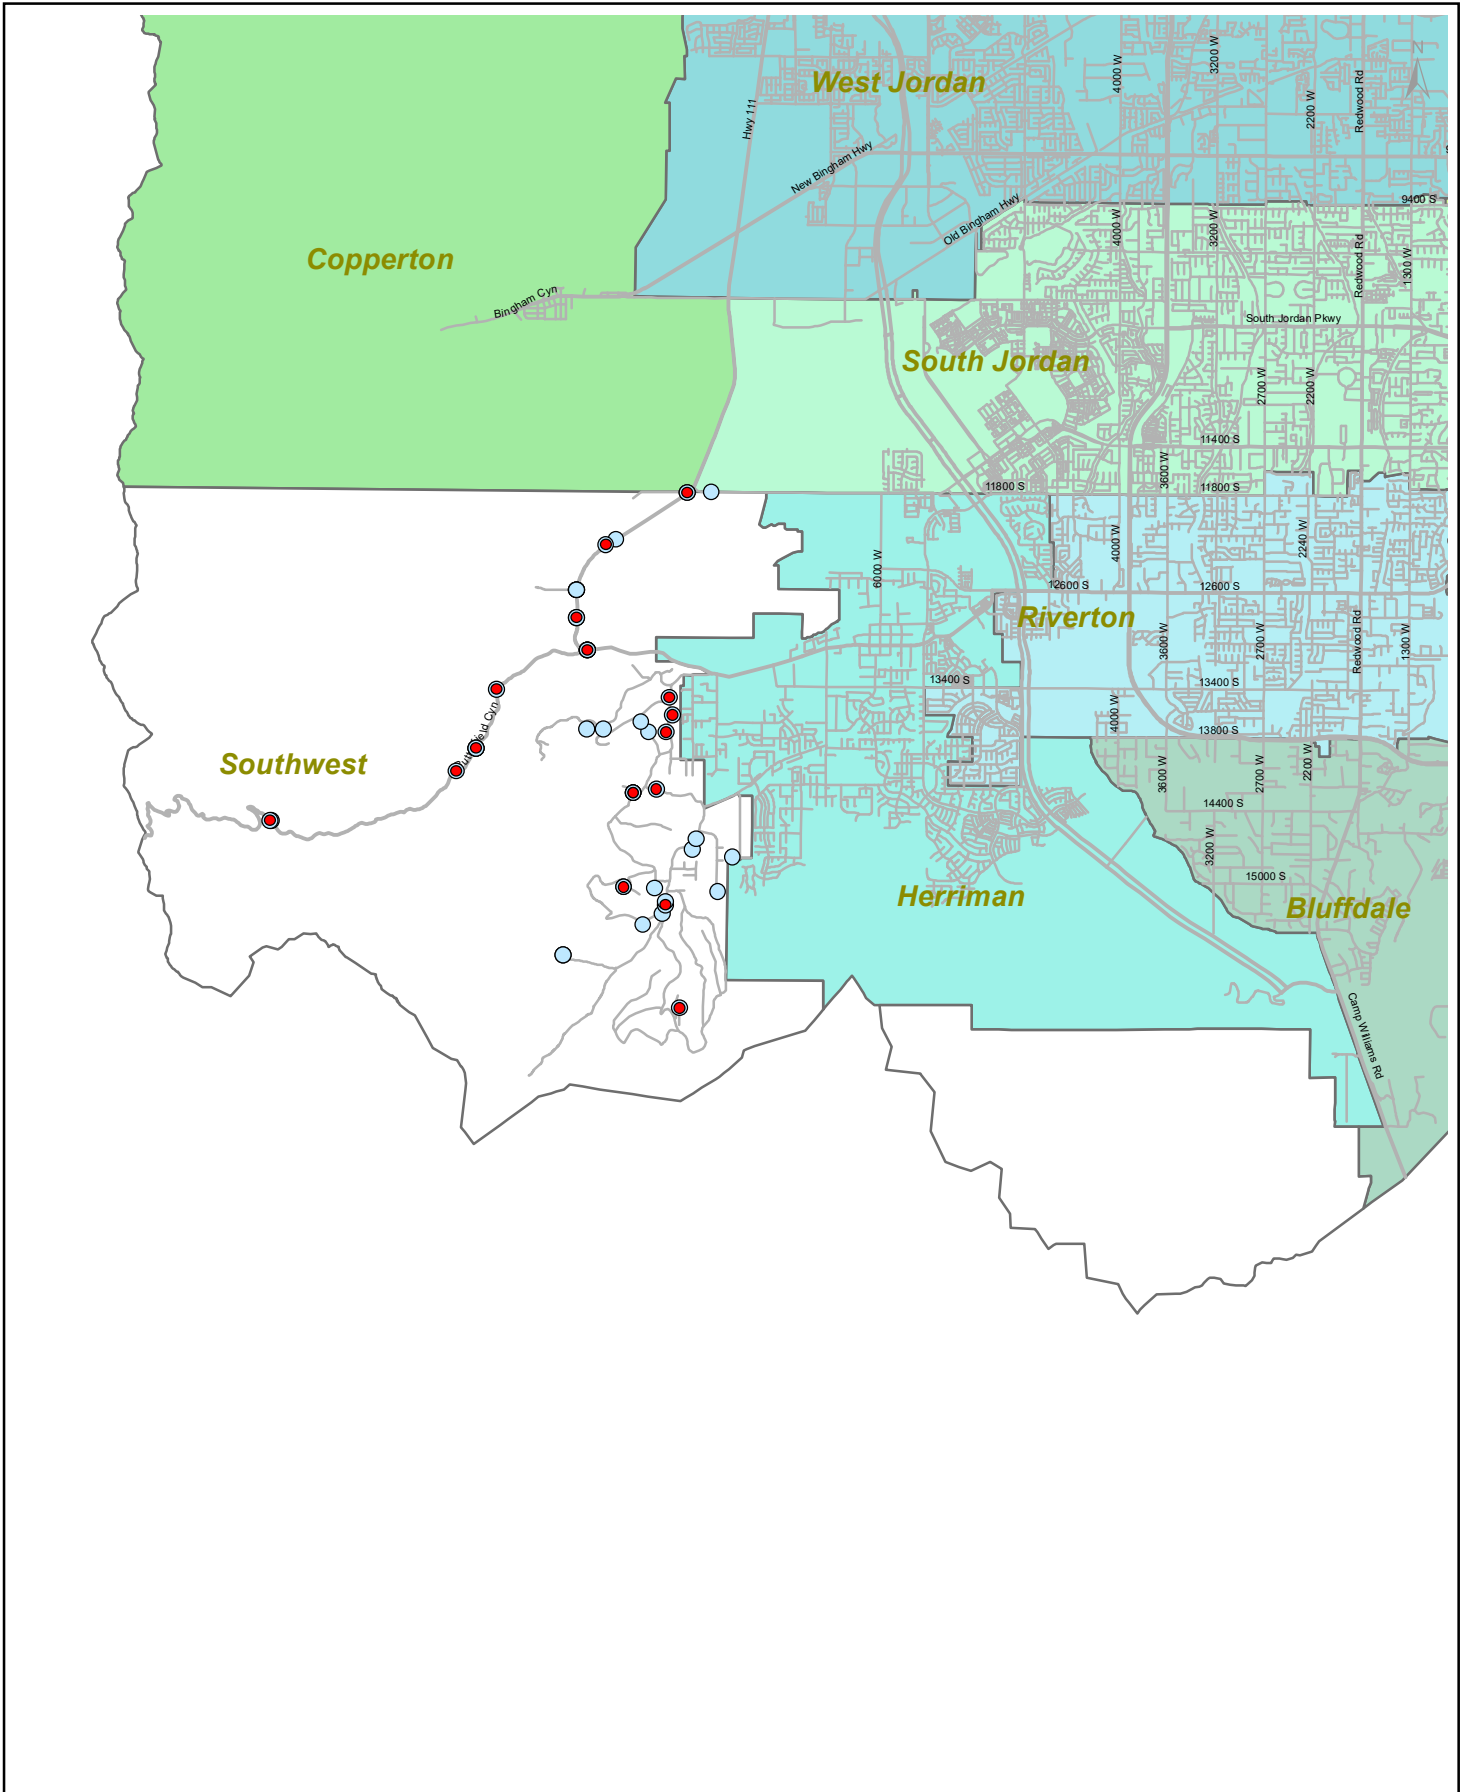 N
West Jordan
3200 W
4000 W
Redwood Rd
2200 W
Hwy 111
New Bingham Hwy
9400 S
Old Bingham Hwy
4000 W
3200 W
Redwood Rd
1300 W
Copperton
Bingham Cyn
South Jordan Pkwy
South Jordan
2700 W
2200 W
11400 S
3600 W
11800 S
11800 S
4000 W
2240 W
6000 W
12600 S
12600 S
Riverton
3600 W
2700 W
Redwood Rd
1300 W
13400 S
13400 S
4000 W
13800 S
Southwest
3600 W
2700 W
2200 W
14400 S
3200 W
15000 S
Herriman
Bluffdale
Camp Williams Rd